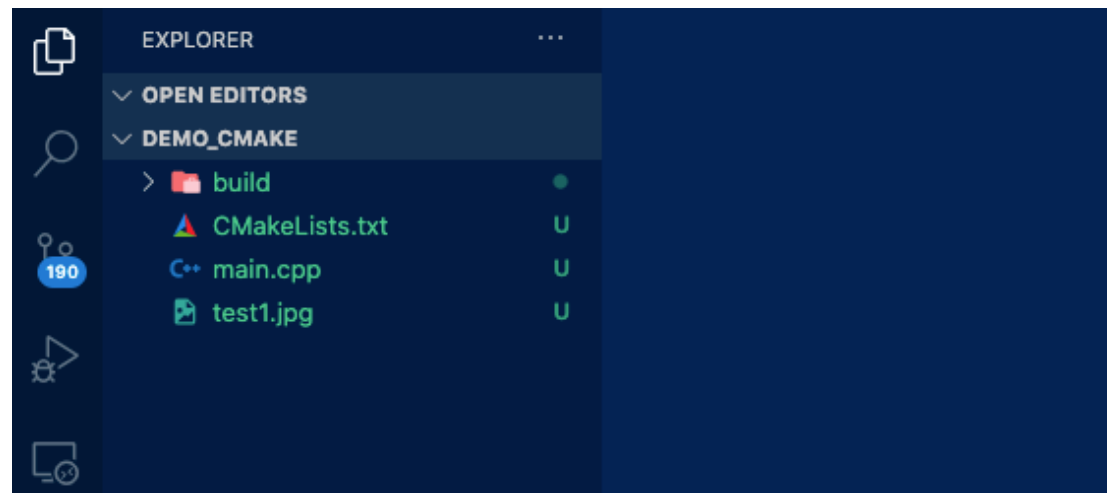 EXPLORER ...
OPEN EDITORS
DEMO_CMAKE
build
CMakeLists.txt U
C++ main.cpp U
test1.jpg U
190